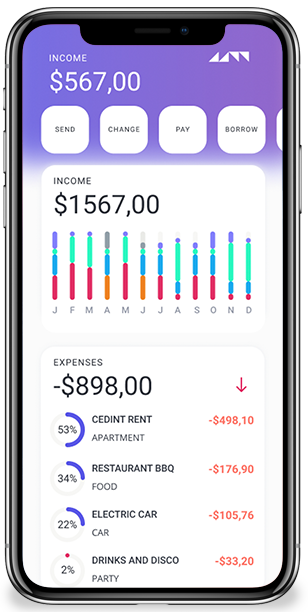 INCOME
$567,00
SEND
CHANGE
PAY
BORROW
INCOME
$1567,00
J F M A M J J A S O N D
EXPENSES
-$898,00
53%
CEDINT RENT
-$498,10
APARTMENT
34%
RESTAURANT BBQ
-$176,90
FOOD
22%
ELECTRIC CAR
-$105,76
CAR
2%
DRINKS AND DISCO
-$33,20
PARTY